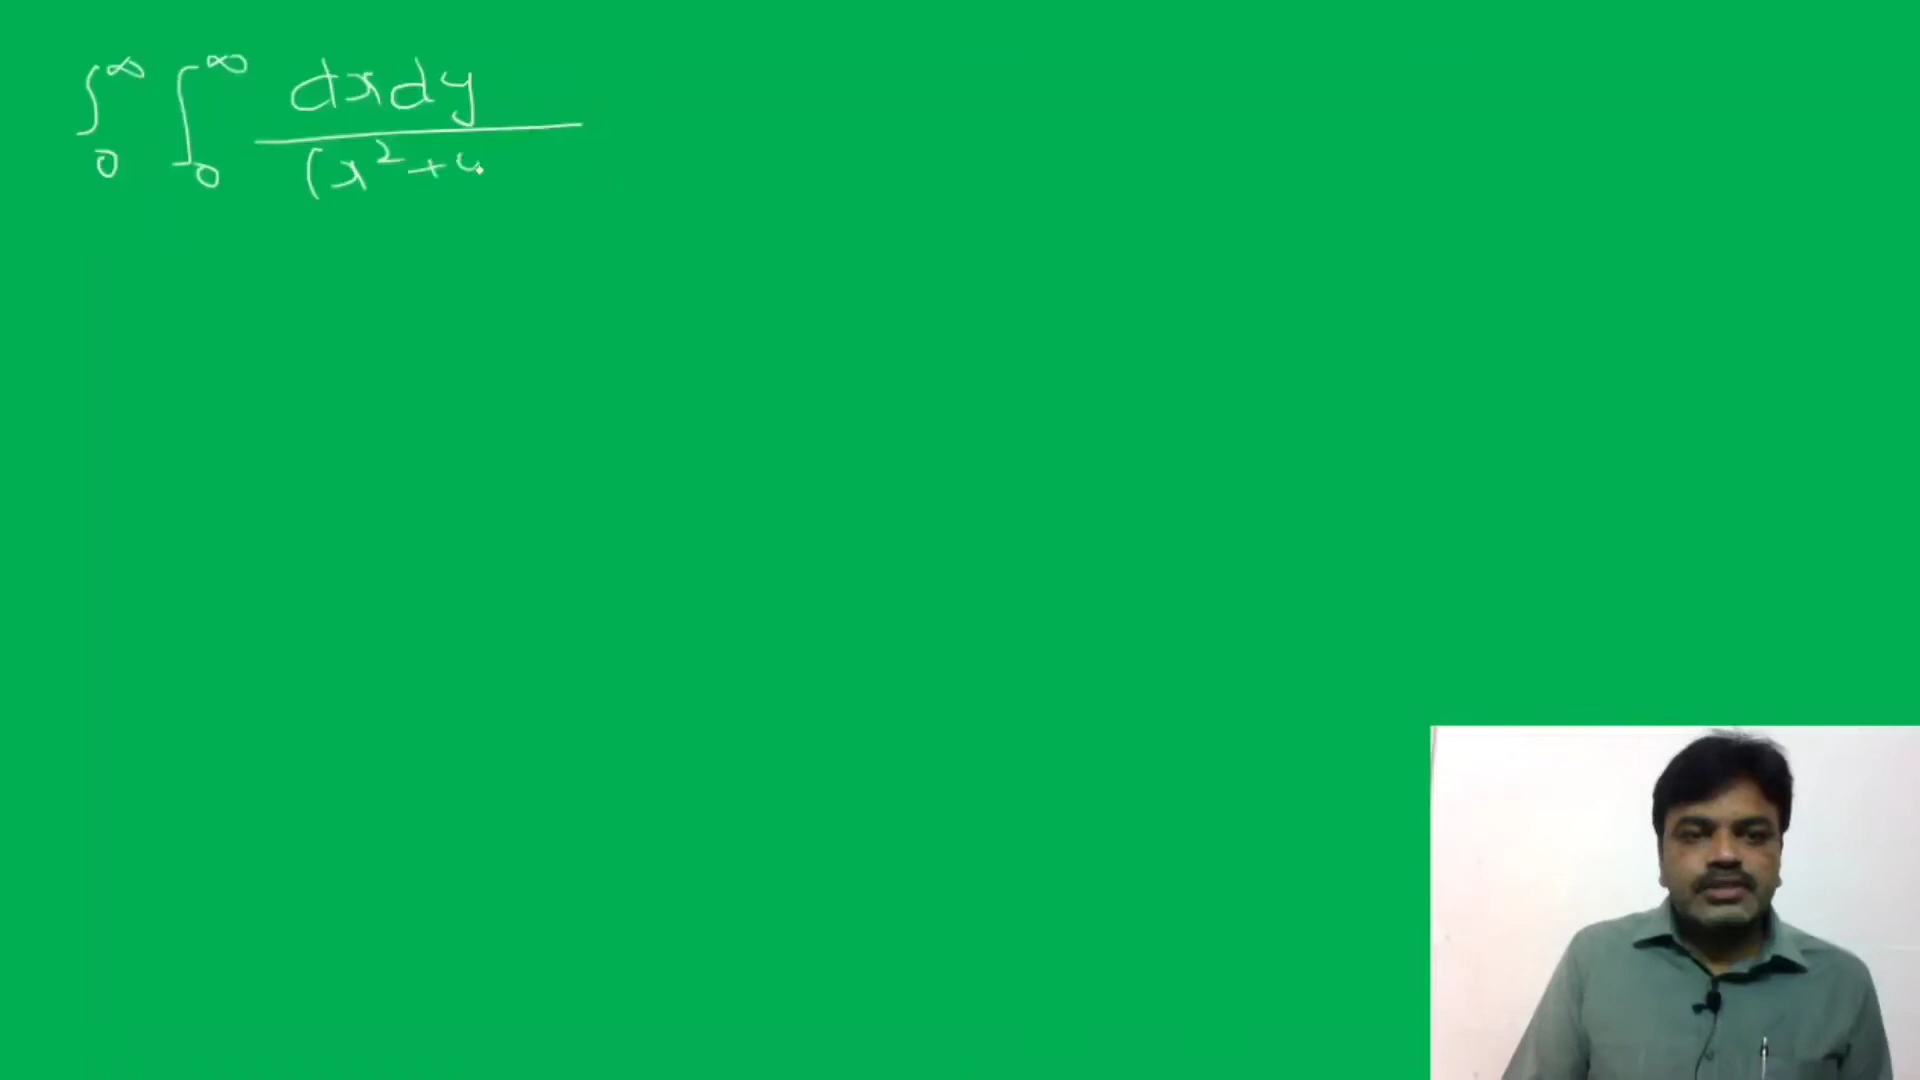 ∫₀^∞ ∫₀^∞ dxdy / (x² +